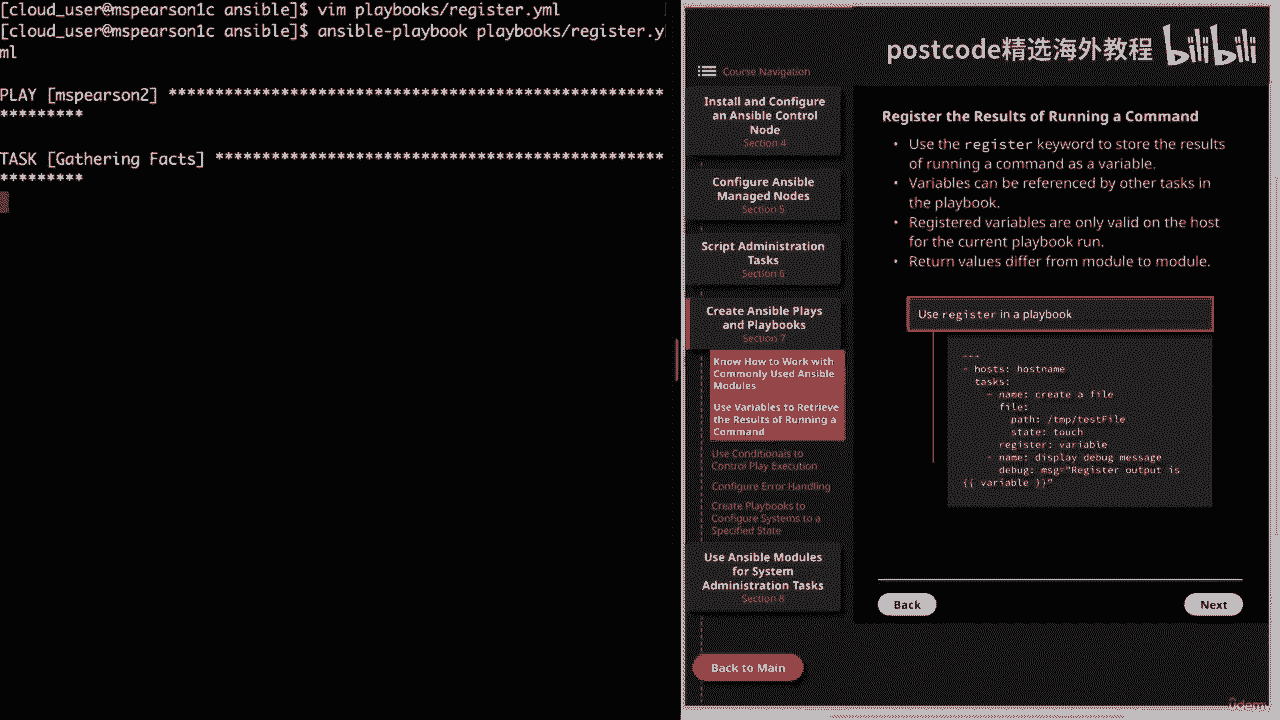 [cloud_user@mspearson1c ansible]$ vim playbooks/register.yml
[cloud_user@mspearson1c ansible]$ ansible-playbook playbooks/register.y
ml
PLAY [mspearson2] ****************************************************
*********
TASK [Gathering Facts] ***********************************************
*********
postcode精选海外教程 bilibili
Course Navigation
Install and Configure
an Ansible Control
Node
Section 4
Configure Ansible
Managed Nodes
Section 5
Script Administration
Tasks
Section 6
Create Ansible Plays
and Playbooks
Section 7
Know How to Work with
Commonly Used Ansible
Modules
Use Variables to Retrieve
the Results of Running a
Command
Use Conditionals to
Control Play Execution
Configure Error Handling
Create Playbooks to
Configure Systems to a
Specified State
Use Ansible Modules
for System
Administration Tasks
Section 8
Back to Main
Register the Results of Running a Command
• Use the register keyword to store the results
of running a command as a variable.
• Variables can be referenced by other tasks in
the playbook.
• Registered variables are only valid on the host
for the current playbook run.
• Return values differ from module to module.
Use register in a playbook
---
- hosts: hostname
tasks:
- name: create a file
file:
path: /tmp/testFile
state: touch
register: variable
- name: display debug message
debug: msg="Register output is
{{ variable }}"
Back
Next
ûdemy